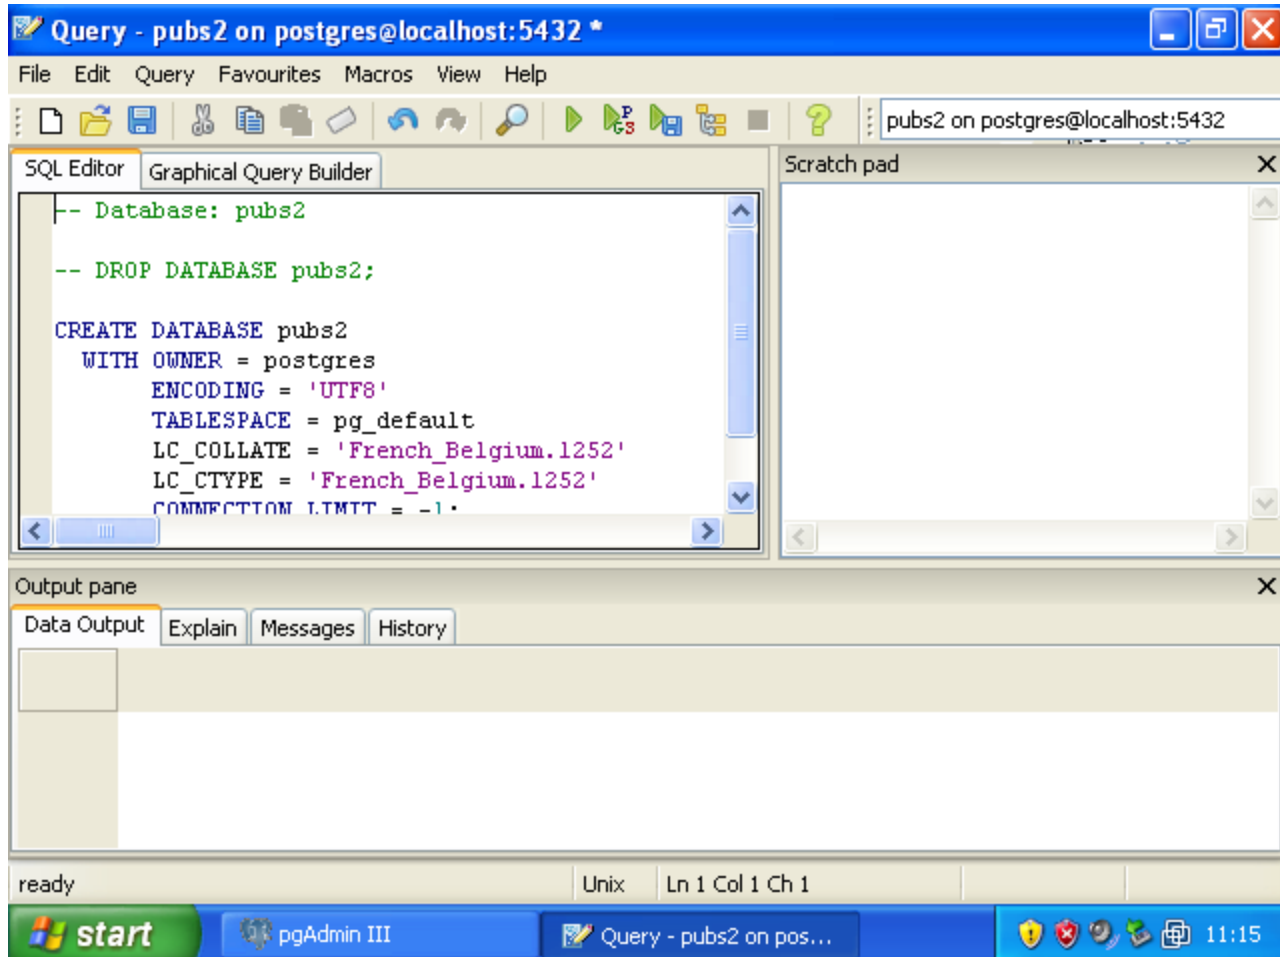 Query - pubs2 on postgres@localhost:5432 *
File Edit Query Favourites Macros View Help
pubs2 on postgres@localhost:5432
SQL Editor Graphical Query Builder
Scratch pad
-- Database: pubs2
-- DROP DATABASE pubs2;
CREATE DATABASE pubs2
WITH OWNER = postgres
ENCODING = 'UTF8'
TABLESPACE = pg_default
LC_COLLATE = 'French_Belgium.1252'
LC_CTYPE = 'French_Belgium.1252'
CONNECTION LIMIT = -1;
Output pane
Data Output Explain Messages History
ready Unix Ln 1 Col 1 Ch 1
start pgAdmin III Query - pubs2 on pos... 11:15